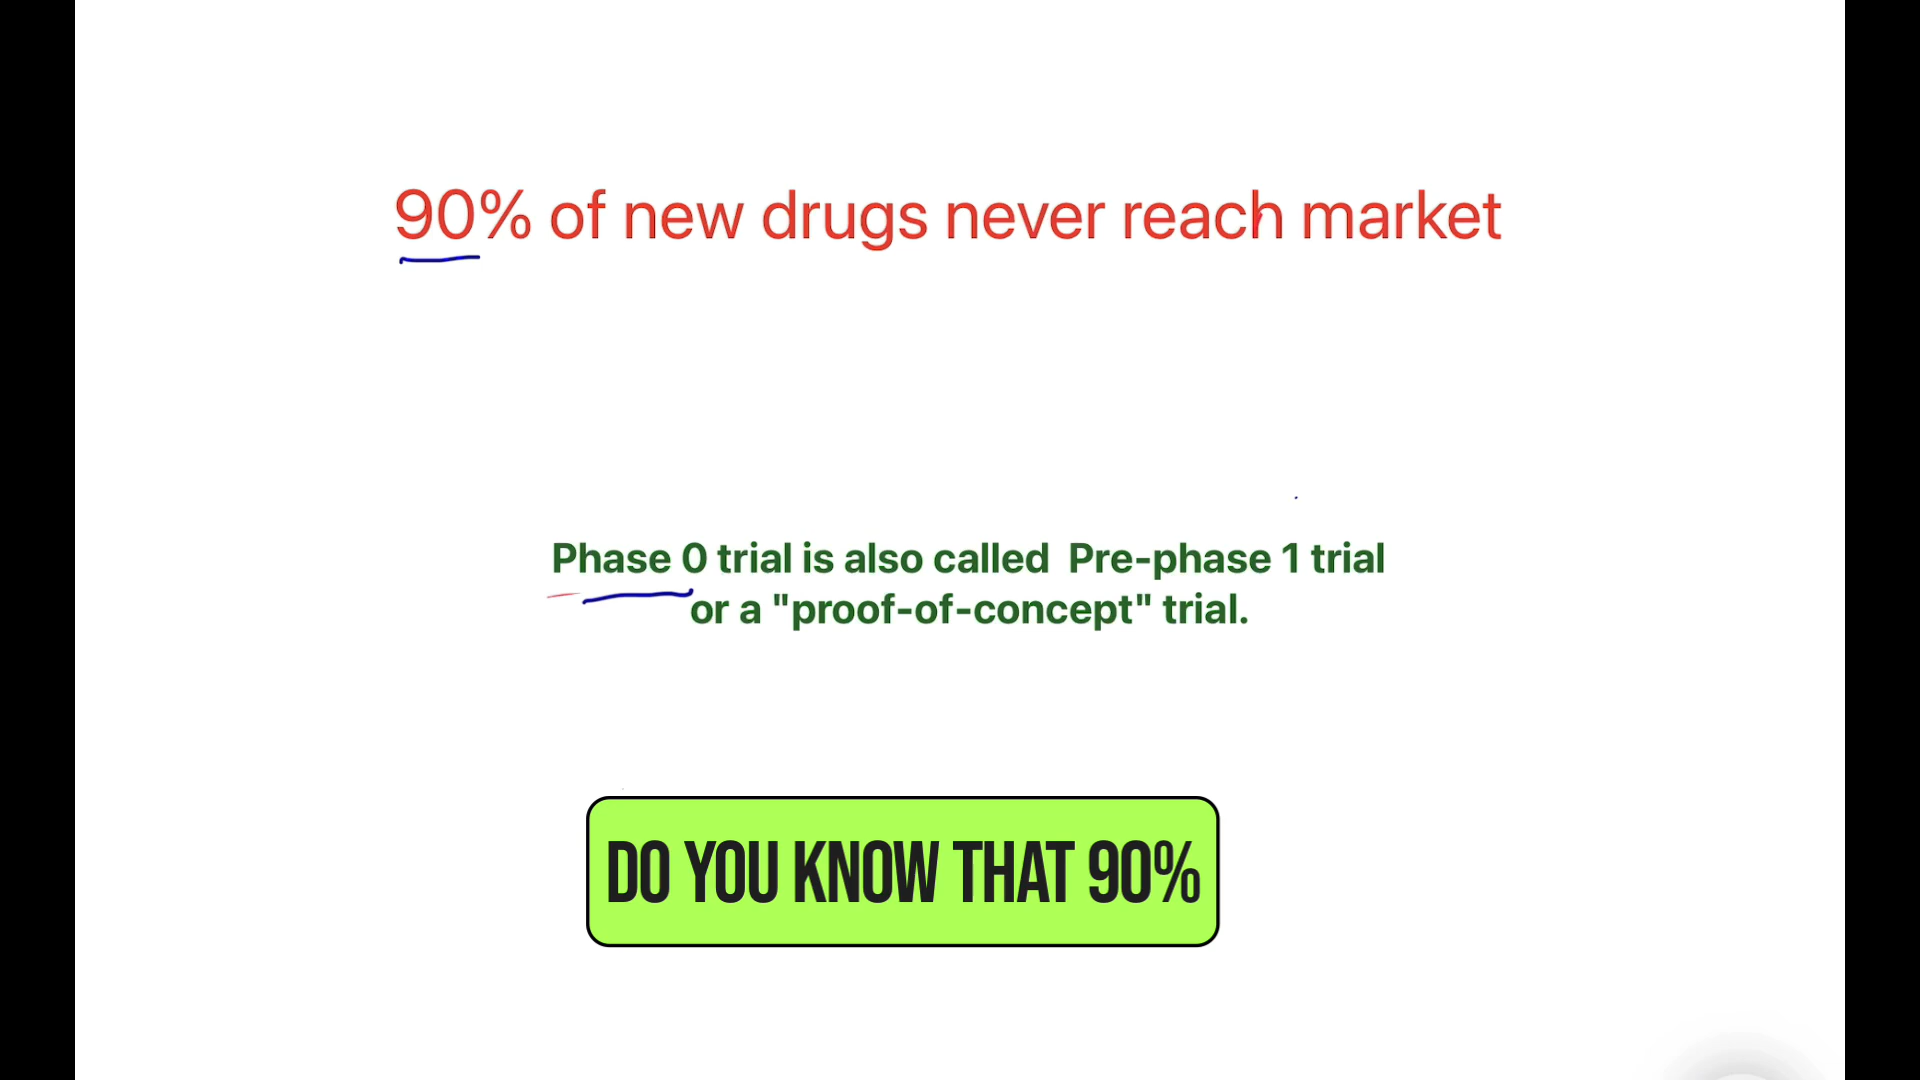 90% of new drugs never reach market
Phase 0 trial is also called  Pre-phase 1 trial
or a "proof-of-concept" trial.
DO YOU KNOW THAT 90%